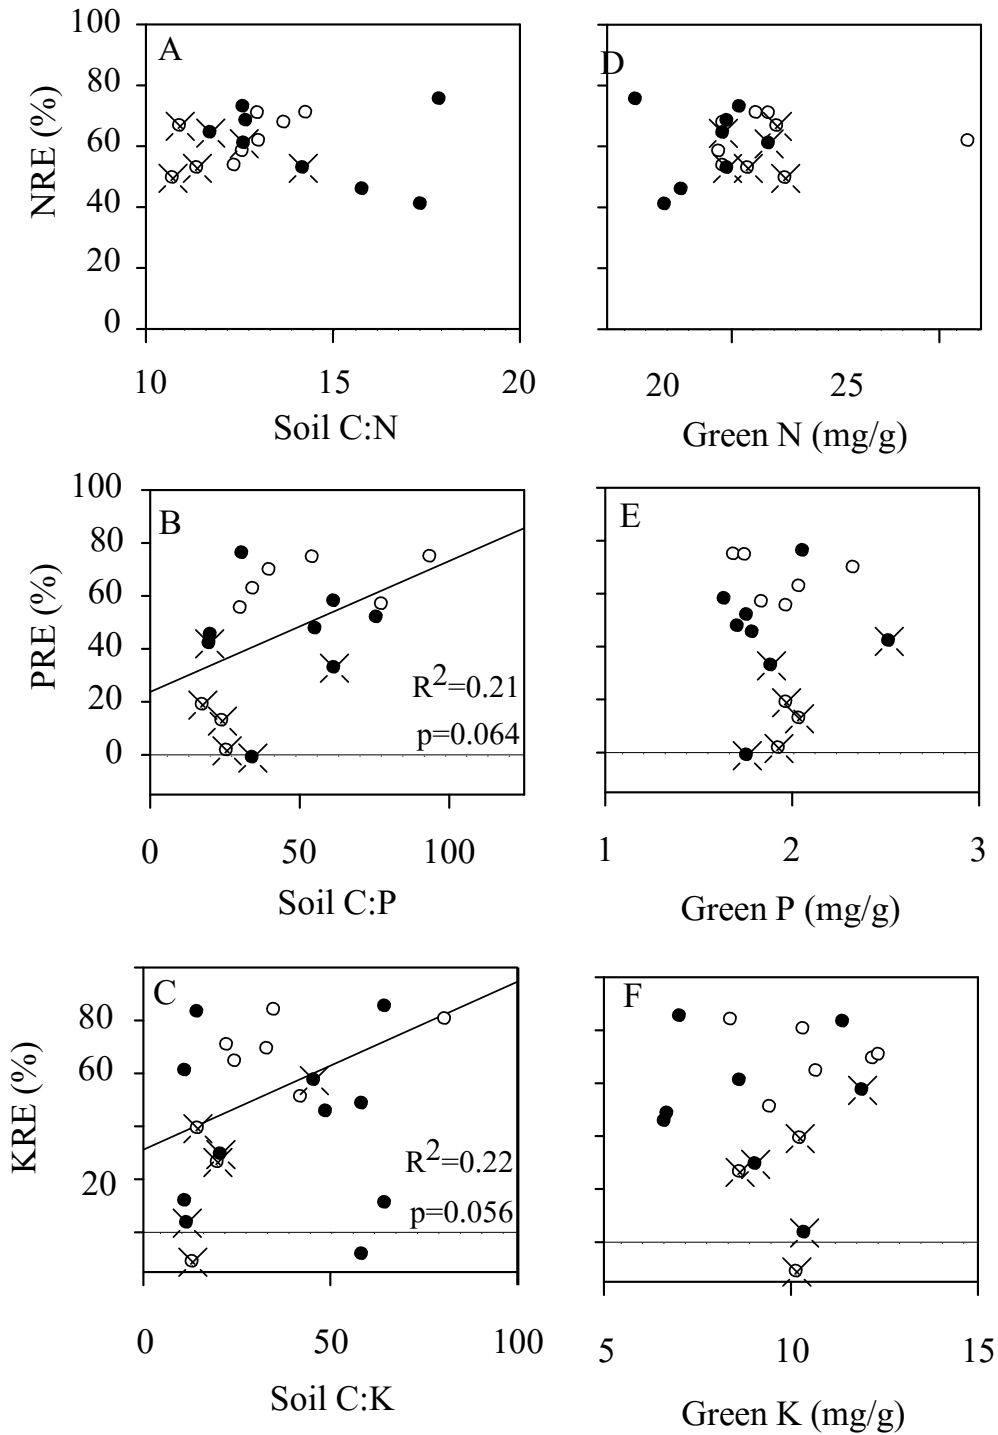 100
80
60
40
20
0
NRE (%)
A
10
15
20
Soil C:N
D
20
25
Green N (mg/g)
100
80
60
40
20
0
PRE (%)
B
R2=0.21
p=0.064
0
50
100
Soil C:P
E
1
2
3
Green P (mg/g)
80
60
20
KRE (%)
C
R2=0.22
p=0.056
0
50
100
Soil C:K
F
5
10
15
Green K (mg/g)